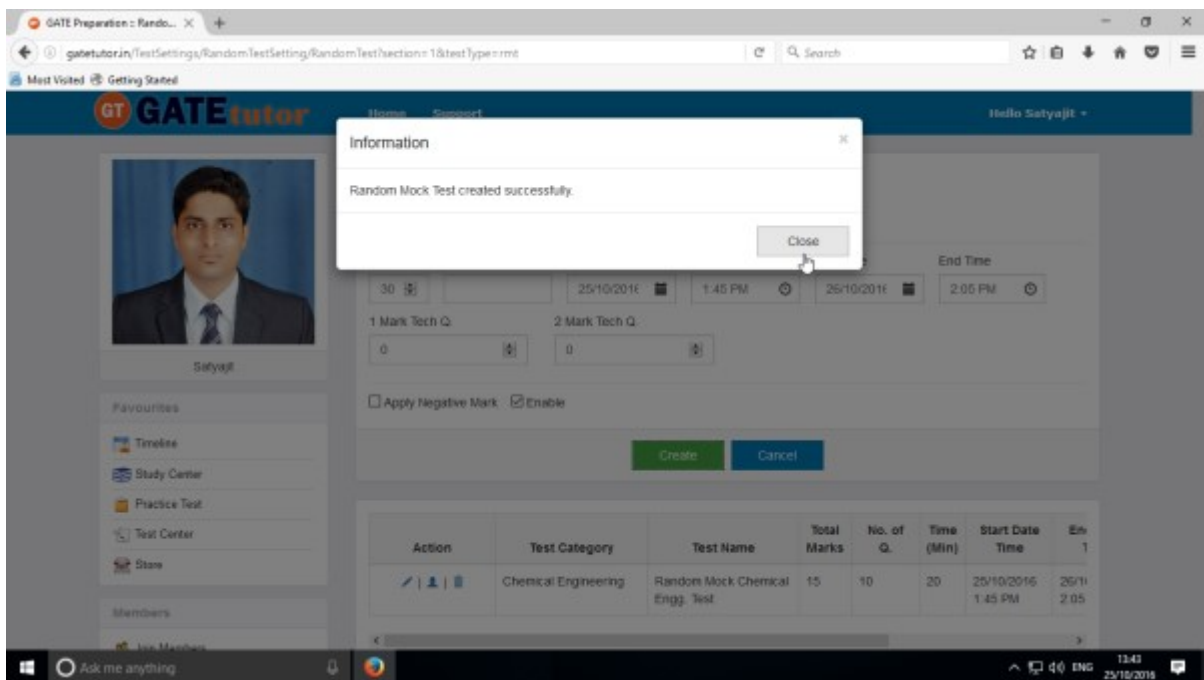 GATE Preparation :: Rando...
gatetutor.in/TestSettings/RandomTestSetting/RandomTest?section=1&testType=rmt
Search
Most Visited Getting Started
GT GATEtutor
Home Support
Hello Satyajit
Information
Random Mock Test created successfully.
Close
End Time
30 25/10/2016 1:45 PM 26/10/2016 2:05 PM
1 Mark Tech Q. 2 Mark Tech Q.
0 0
Apply Negative Mark Enable
Create Cancel
Satyajit
Favourites
Timeline
Study Center
Practice Test
Test Center
Store
Members
Join Members
Action Test Category Test Name Total Marks No. of Q. Time (Min) Start Date Time
Chemical Engineering Random Mock Chemical Engg. Test 15 10 20 25/10/2016 1:45 PM 2:05
Ask me anything
ENG 13:43
25/10/2016